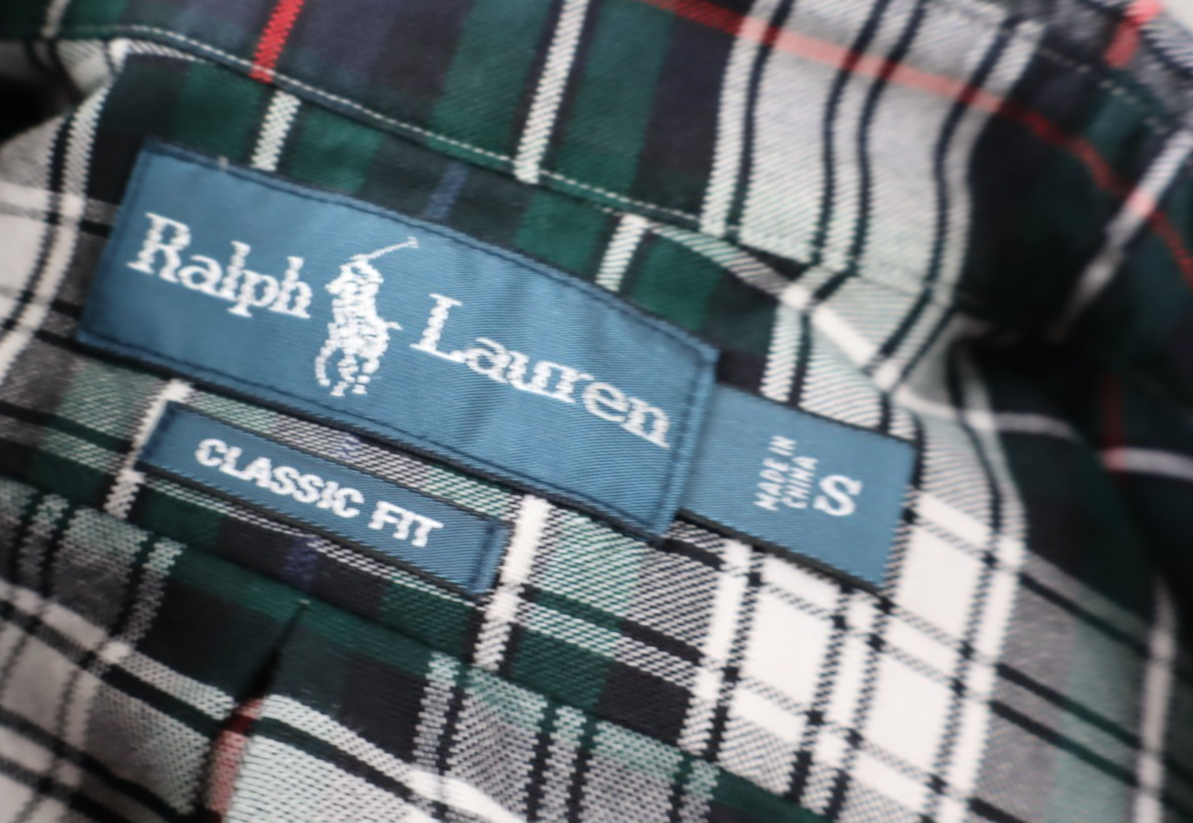 Ralph Lauren
CLASSIC FIT
MADE IN
CHINA
S